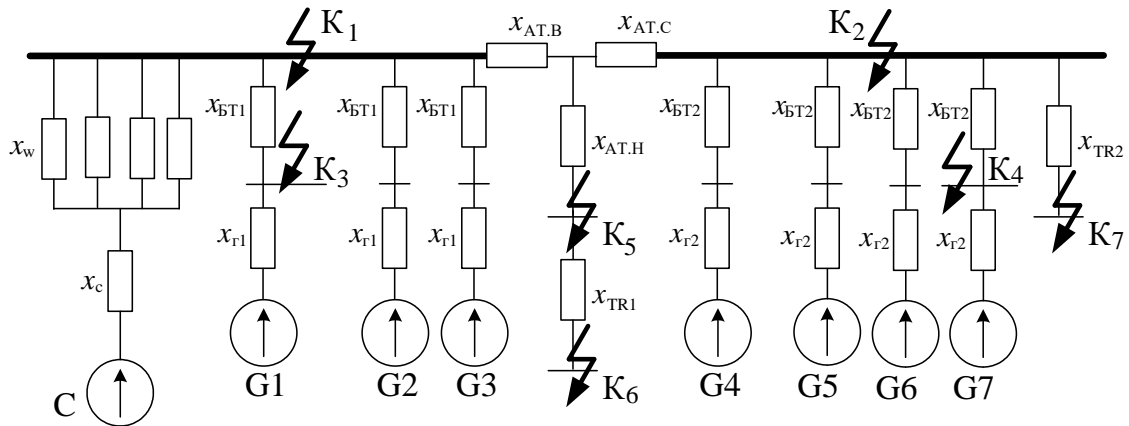 К1
xАТ.В
xАТ.С
К2
xБТ1
xБТ1
xБТ1
xБТ2
xБТ2
xБТ2
xБТ2
xw
xАТ.Н
xTR2
К3
К4
xг1
xг1
xг1
К5
xг2
xг2
xг2
xг2
К7
xс
xTR1
С
G1
G2
G3
К6
G4
G5
G6
G7